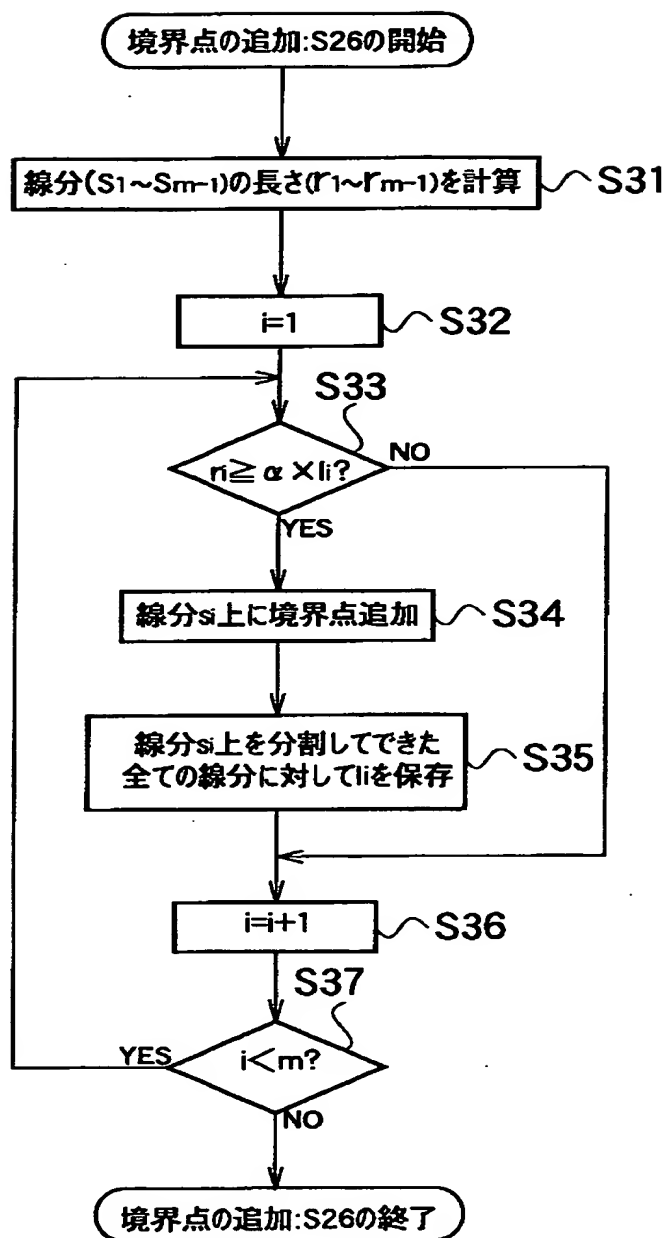 境界点の追加:S26の開始
線分(S1~Sm-1)の長さ(r1~rm-1)を計算
S31
i=1
S32
S33
ri≧α×li?
NO
YES
線分si上に境界点追加
S34
線分si上を分割してできた
全ての線分に対してliを保存
S35
i=i+1
S36
S37
YES
i<m?
NO
境界点の追加:S26の終了